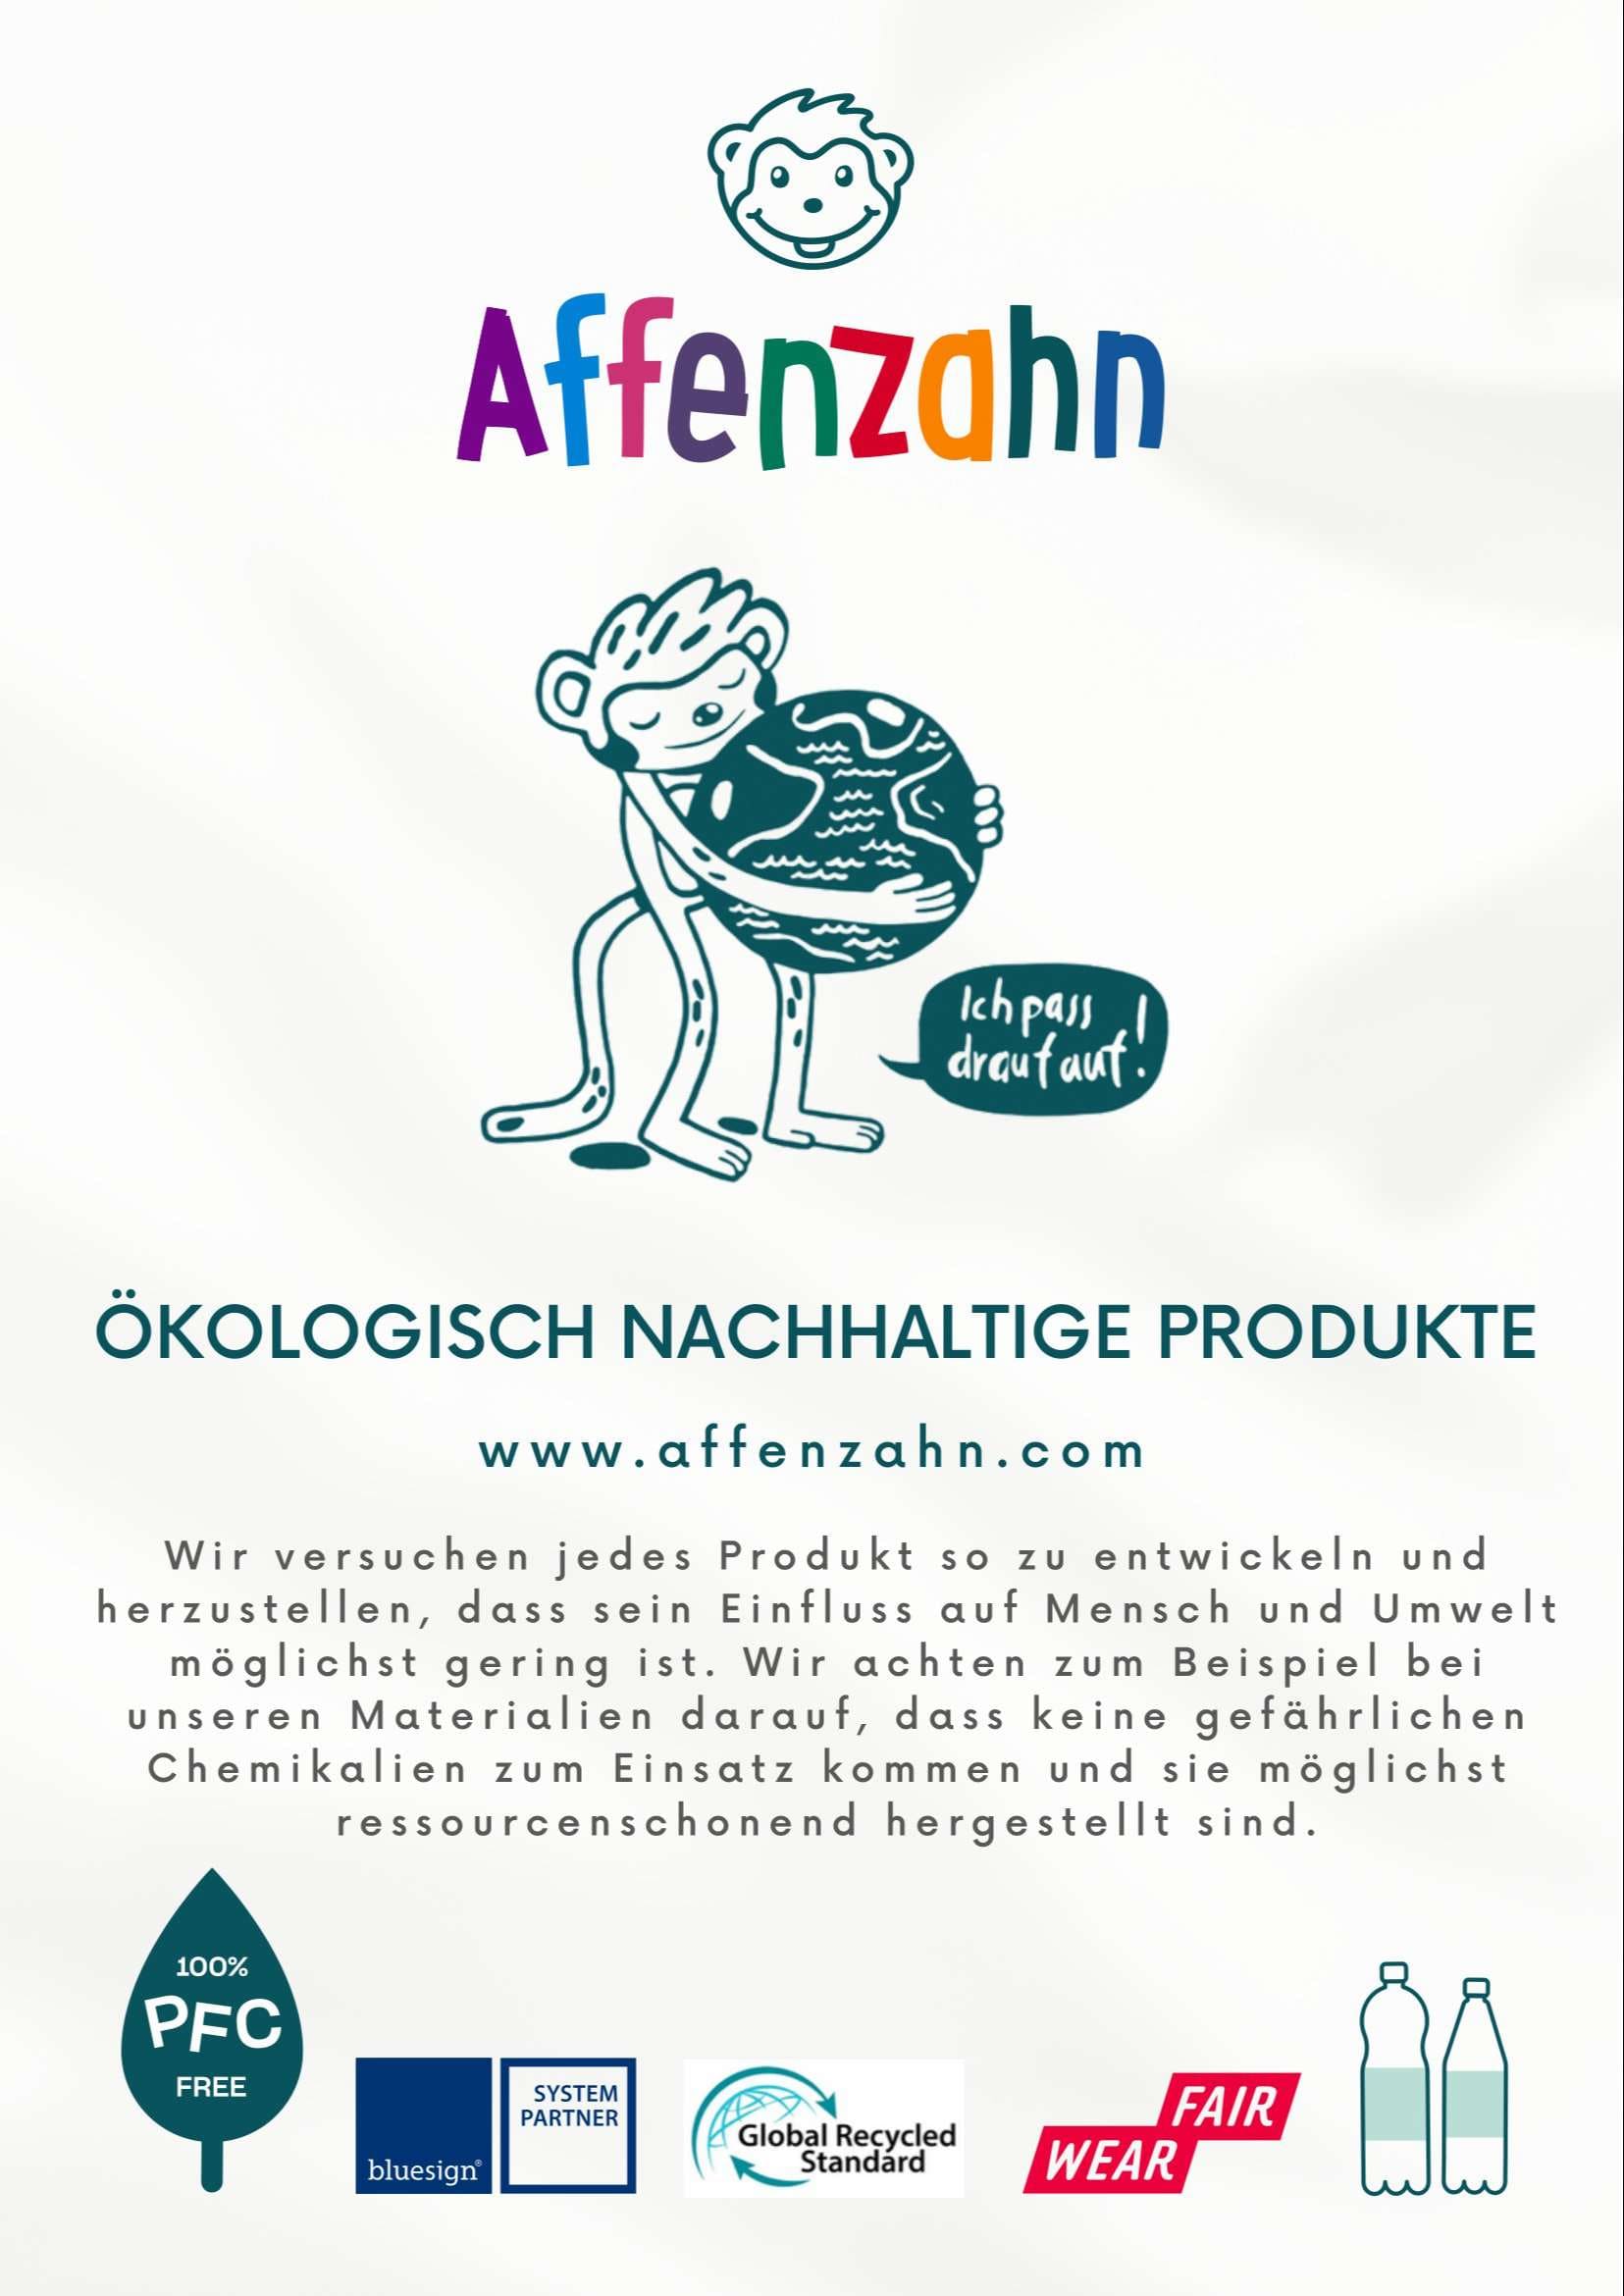 Affenzahn
Ich pass
drauf auf!
ÖKOLOGISCH NACHHALTIGE PRODUKTE
www.affenzahn.com
Wir versuchen jedes Produkt so zu entwickeln und
herzustellen, dass sein Einfluss auf Mensch und Umwelt
möglichst gering ist. Wir achten zum Beispiel bei
unseren Materialien darauf, dass keine gefährlichen
Chemikalien zum Einsatz kommen und sie möglichst
ressourcenschonend hergestellt sind.
100%
PFC
FREE
bluesign®
SYSTEM
PARTNER
Global Recycled
Standard
FAIR
WEAR